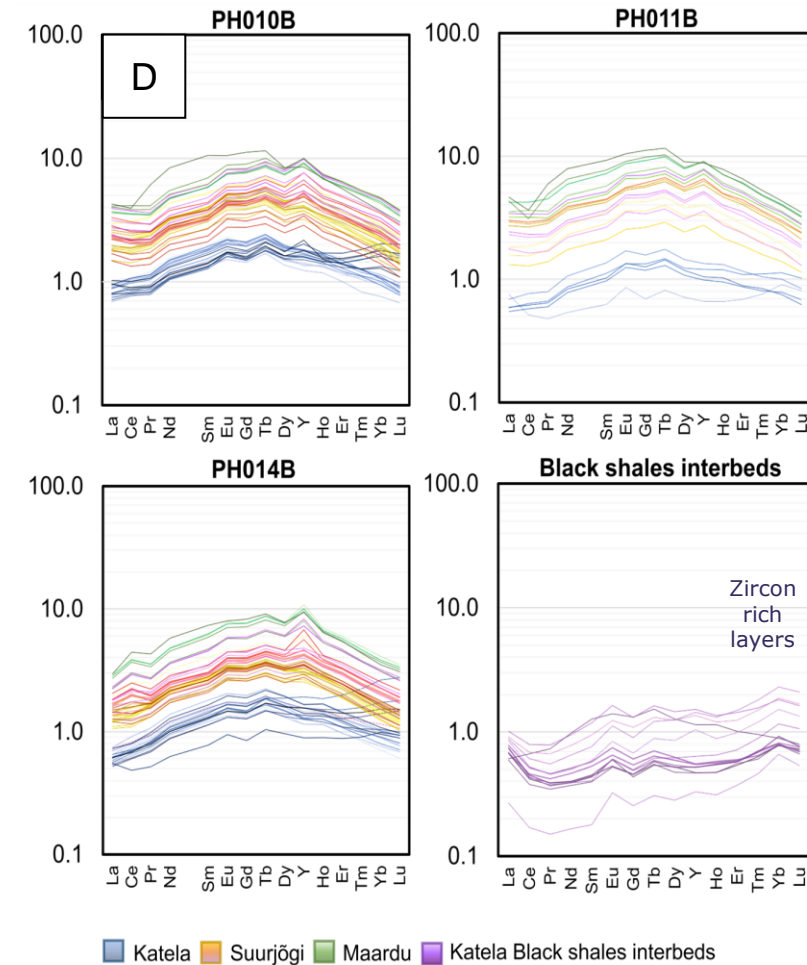 PH010B
100.0
D
10.0
1.0
0.1
La Ce Pr Nd Sm Eu Gd Tb Dy Y Ho Er Tm Yb Lu
PH011B
100.0
10.0
1.0
0.1
La Ce Pr Nd Sm Eu Gd Tb Dy Y Ho Er Tm Yb Lu
PH014B
100.0
10.0
1.0
0.1
La Ce Pr Nd Sm Eu Gd Tb Dy Y Ho Er Tm Yb Lu
Black shales interbeds
100.0
Zircon
rich
layers
10.0
1.0
0.1
La Ce Pr Nd Sm Eu Gd Tb Dy Y Ho Er Tm Yb Lu
Katela Suurjõgi Maardu Katela Black shales interbeds